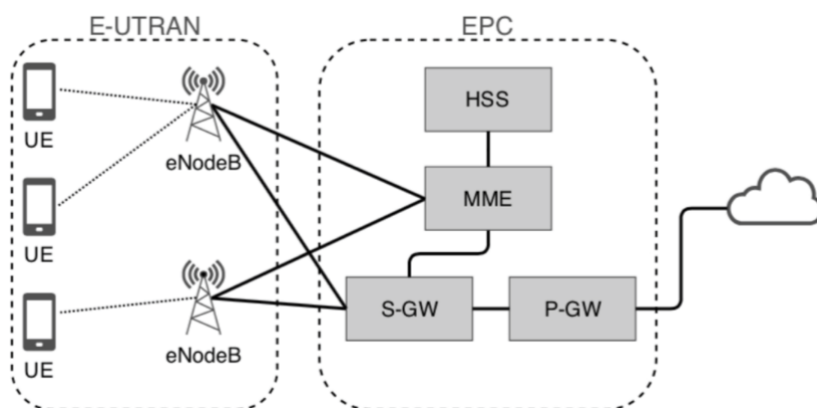 E-UTRAN
EPC
UE
eNodeB
HSS
UE
MME
UE
eNodeB
S-GW
P-GW